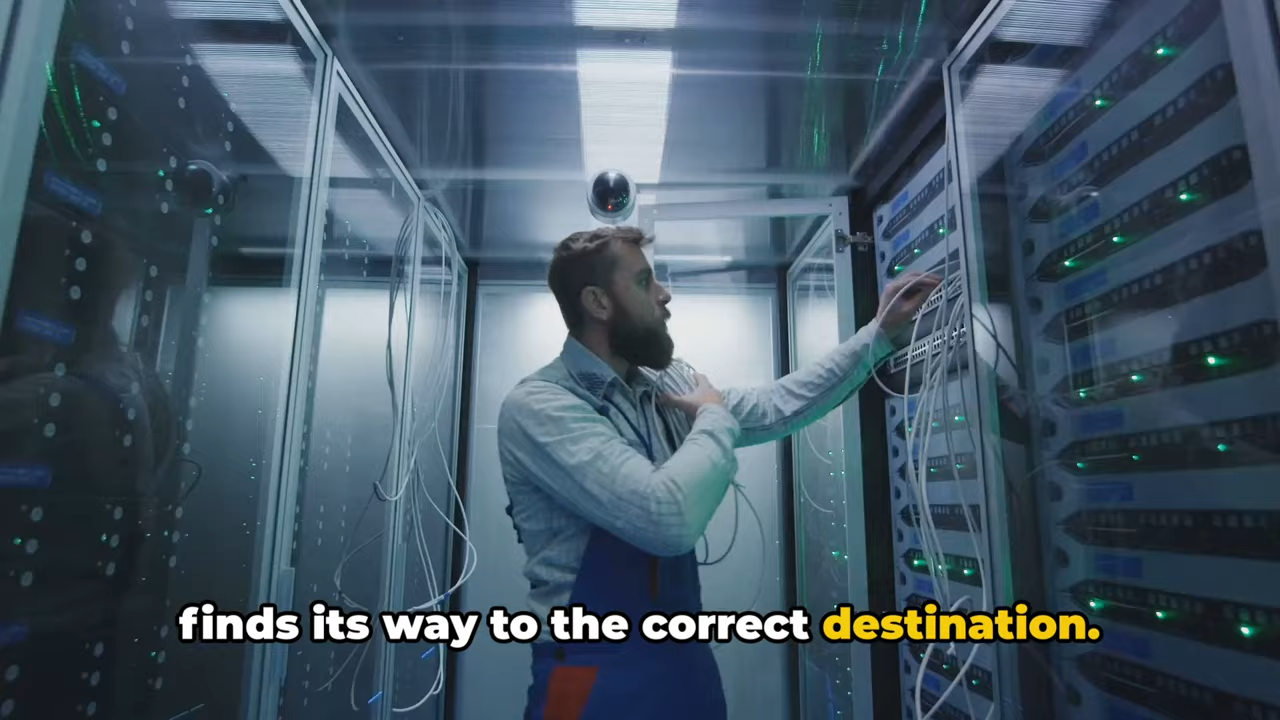 finds its way to the correct destination.